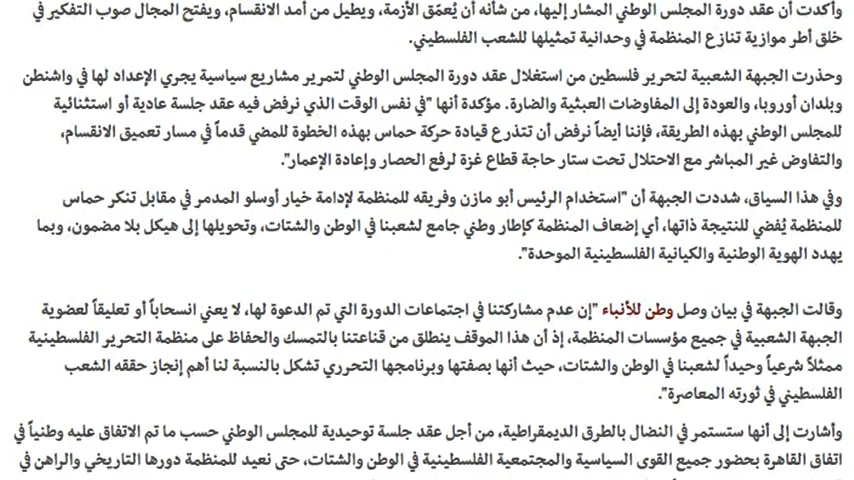 وأكدت أن عقد دورة المجلس الوطني المشار إليها، من شأنه أن يُعمّق الأزمة، ويطيل من أمد الانقسام، ويفتح المجال صوب التفكير في
خلق أطر موازية تنازع المنظمة في وحدانية تمثيلها للشعب الفلسطيني.
وحذرت الجبهة الشعبية لتحرير فلسطين من استغلال عقد دورة المجلس الوطني لتمرير مشاريع سياسية يجري الإعداد لها في واشنطن
وبلدان أوروبا، والعودة إلى المفاوضات العبثية والضارة. مؤكدة أنها "في نفس الوقت الذي نرفض فيه عقد جلسة عادية أو استثنائية
للمجلس الوطني بهذه الطريقة، فإننا أيضاً نرفض أن تتذرع قيادة حركة حماس بهذه الخطوة للمضي قدماً في مسار تعميق الانقسام،
والتفاوض غير المباشر مع الاحتلال تحت ستار حاجة قطاع غزة لرفع الحصار وإعادة الإعمار".
وفي هذا السياق، شددت الجبهة أن "استخدام الرئيس أبو مازن وفريقه للمنظمة لإدامة خيار أوسلو المدمر في مقابل تنكر حماس
للمنظمة يُفضي للنتيجة ذاتها، أي إضعاف المنظمة كإطار وطني جامع لشعبنا في الوطن والشتات، وتحويلها إلى هيكل بلا مضمون، وبما
يهدد الهوية الوطنية والكيانية الفلسطينية الموحدة".
وقالت الجبهة في بيان وصل وطن للأنباء "إن عدم مشاركتنا في اجتماعات الدورة التي تم الدعوة لها، لا يعني انسحاباً أو تعليقاً لعضوية
الجبهة الشعبية في جميع مؤسسات المنظمة، إذ أن هذا الموقف ينطلق من قناعتنا بالتمسك والحفاظ على منظمة التحرير الفلسطينية
ممثلاً شرعياً وحيداً لشعبنا في الوطن والشتات، حيث أنها بصفتها وبرنامجها التحرري تشكل بالنسبة لنا أهم إنجاز حققه الشعب
الفلسطيني في ثورته المعاصرة".
وأشارت إلى أنها ستستمر في النضال بالطرق الديمقراطية، من أجل عقد جلسة توحيدية للمجلس الوطني حسب ما تم الاتفاق عليه وطنياً في
اتفاق القاهرة بحضور جميع القوى السياسية والمجتمعية الفلسطينية في الوطن والشتات، حتى نعيد للمنظمة دورها التاريخي والراهن في